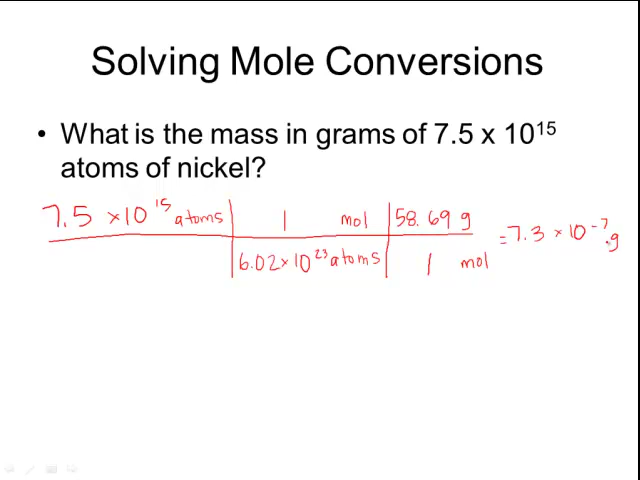 Solving Mole Conversions
• What is the mass in grams of 7.5 x 10¹⁵
atoms of nickel?
7.5 ×10¹⁵ atoms | 1 mol | 58.69 g = 7.3 × 10⁻⁷ g
6.02×10²³ atoms | 1 mol